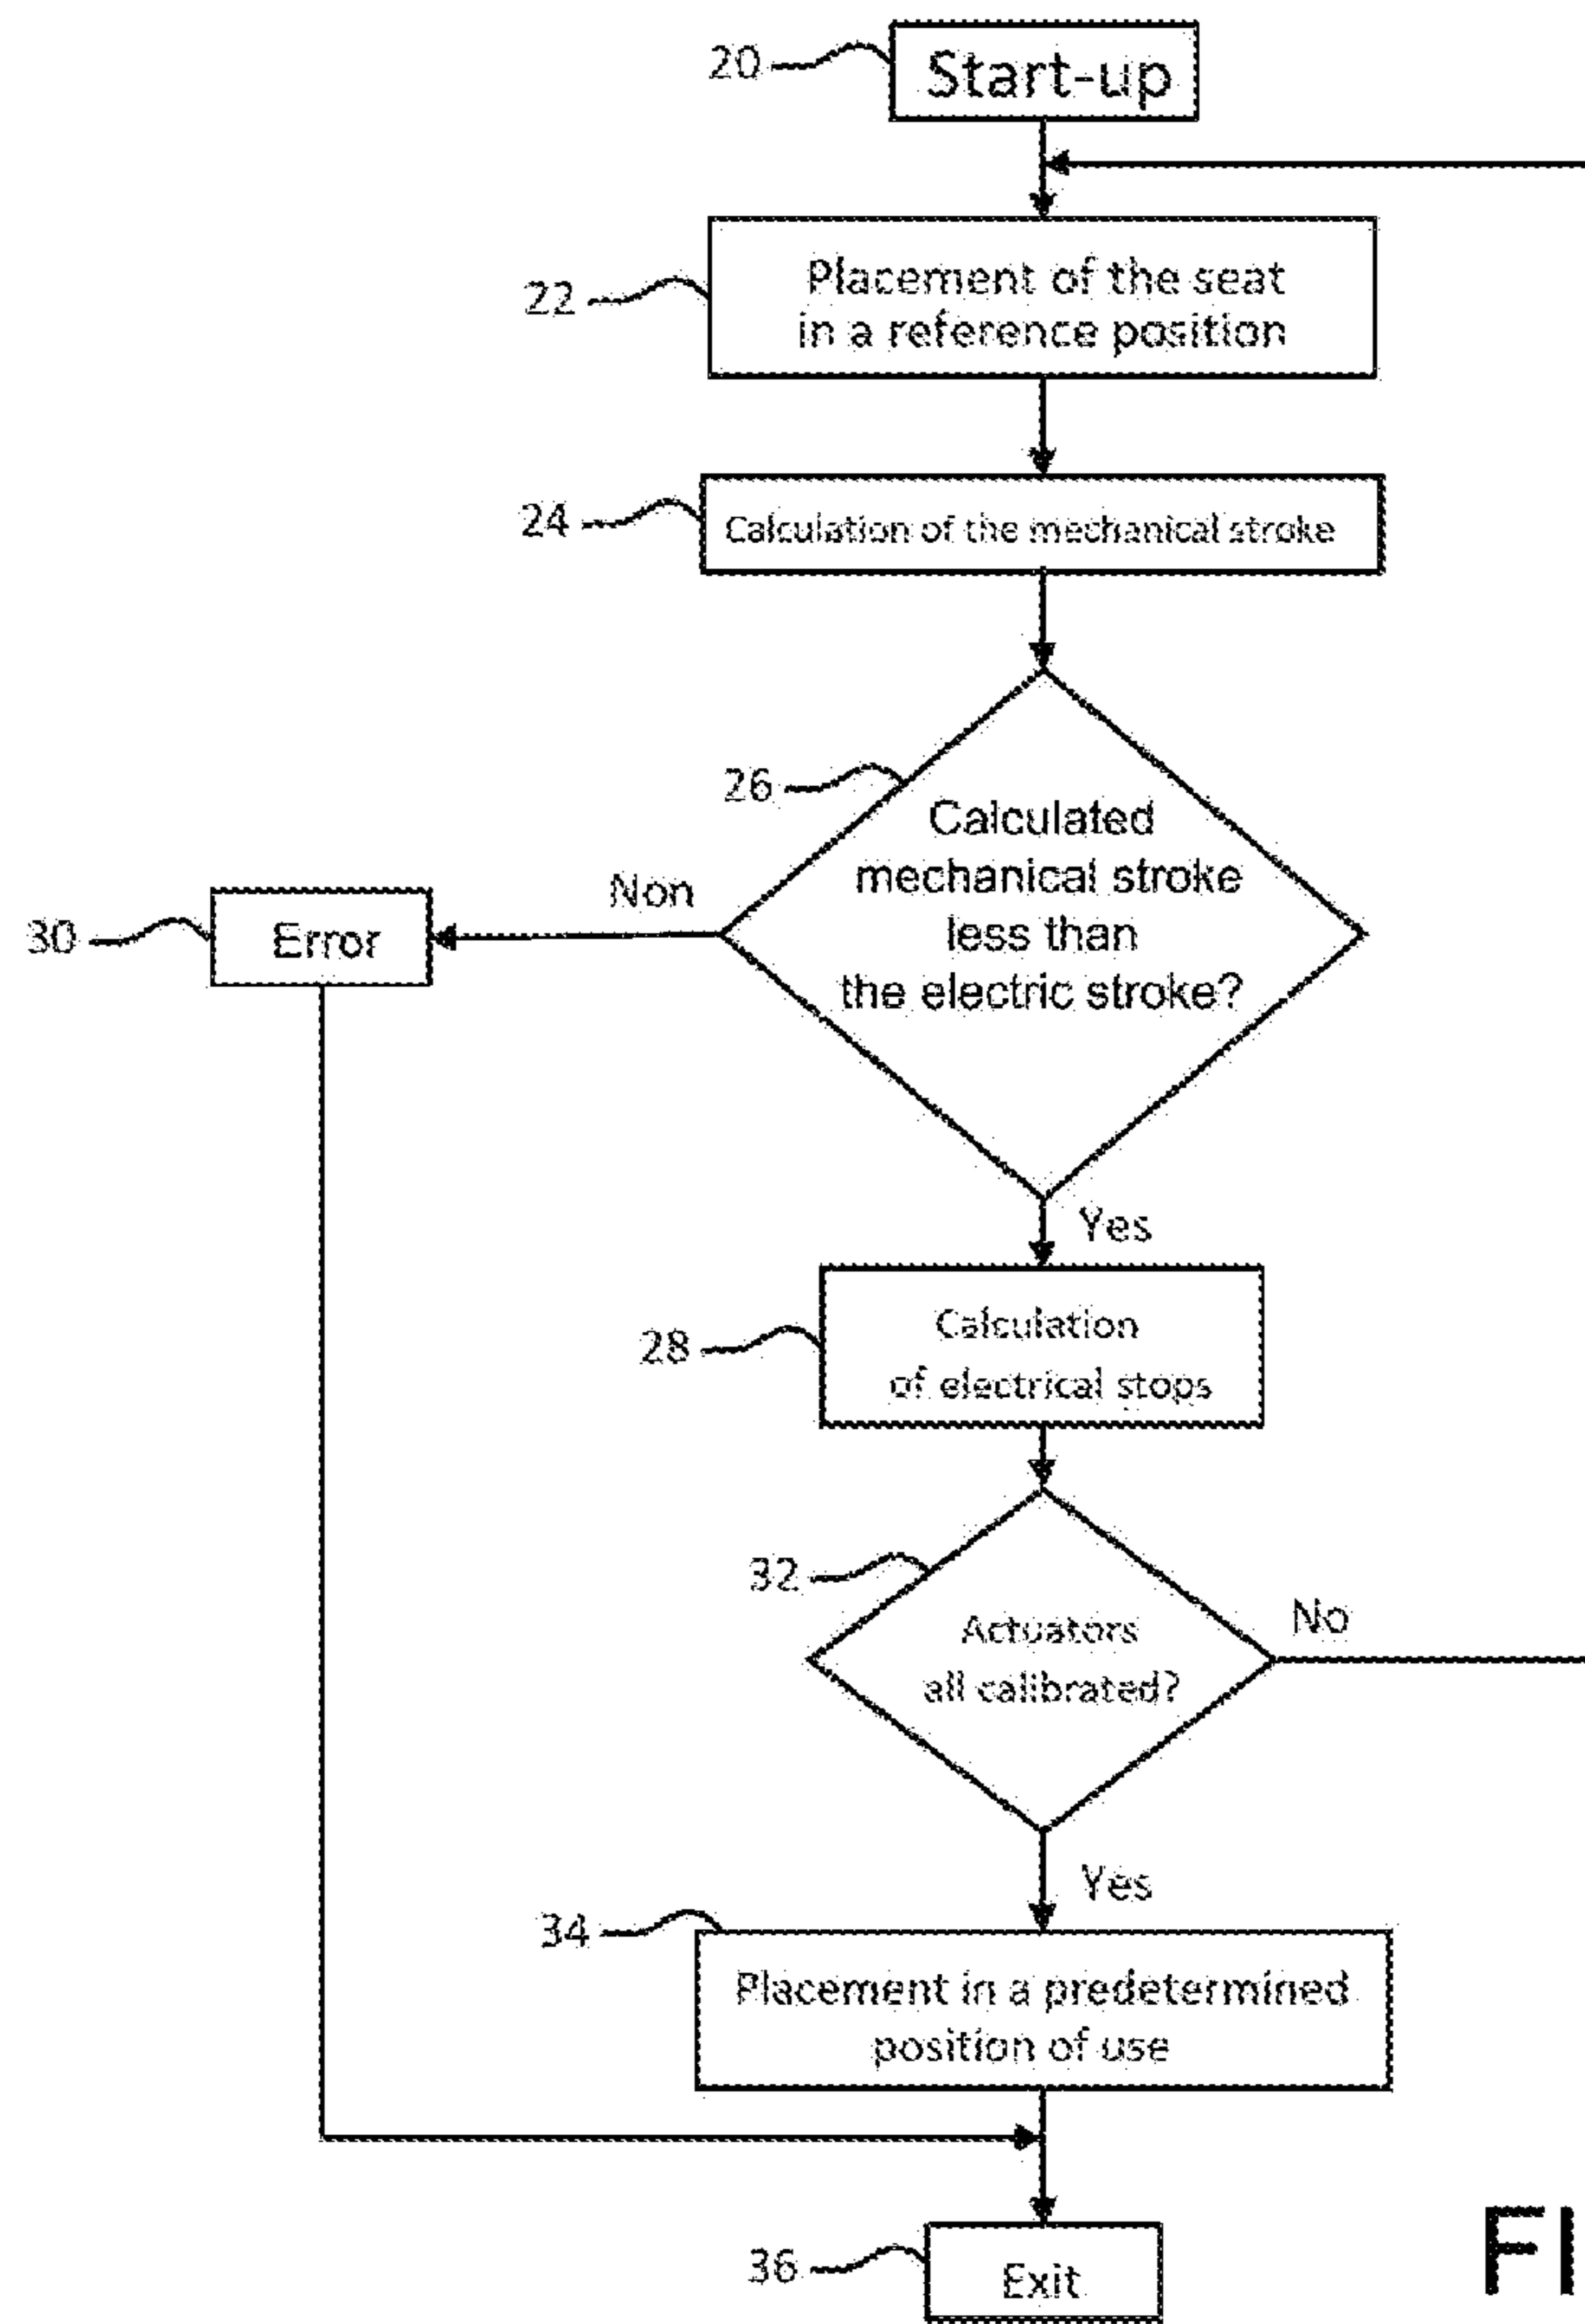 20
Start-up
22
Placement of the seat
in a reference position
24
Calculation of the mechanical stroke
26
Calculated
mechanical stroke
less than
the electric stroke?
Non
30
Error
Yes
28
Calculation
of electrical stops
32
Actuators
all calibrated?
No
Yes
34
Placement in a predetermined
position of use
36
Exit
FI